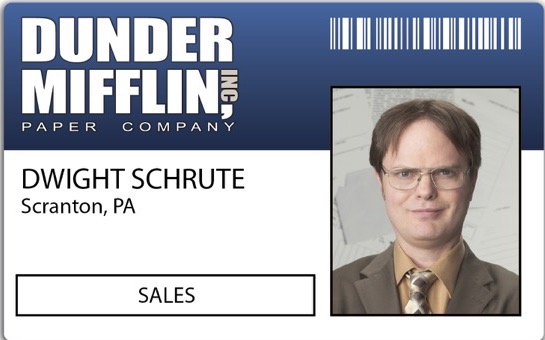 DUNDER
MIFFLIN, INC.
PAPER COMPANY
DWIGHT SCHRUTE
Scranton, PA
SALES